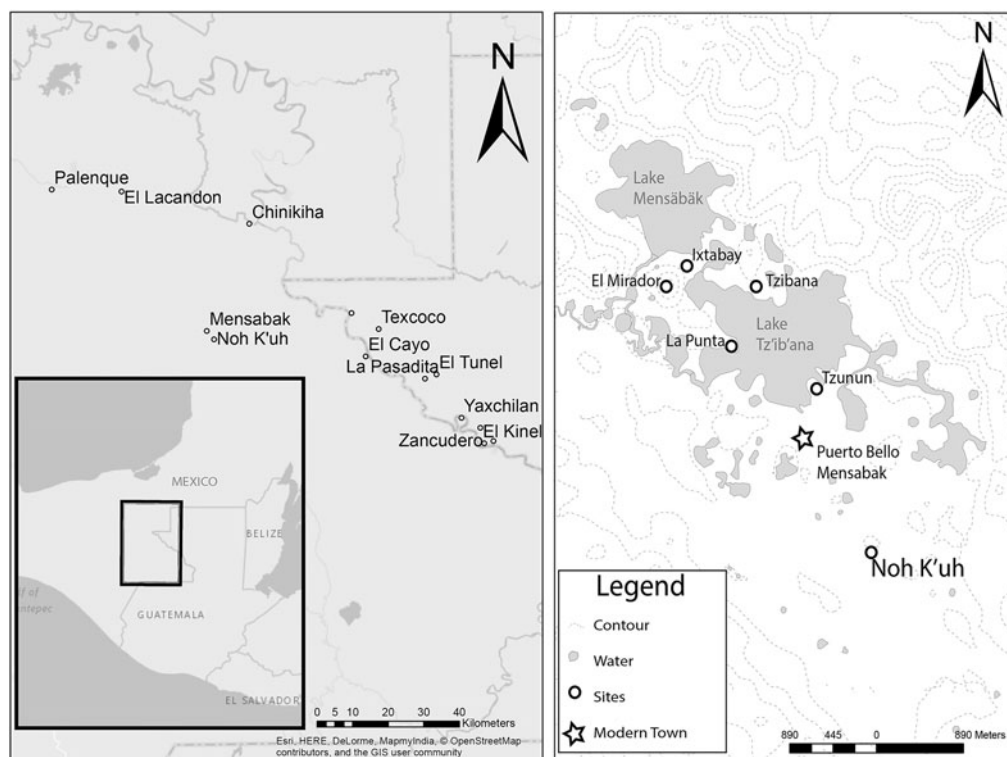 N
Palenque
El Lacandon
Chinikiha
Mensabak
Noh K'uh
Texcoco
El Cayo
La Pasadita
El Tunel
Yaxchilan
El Kinel
Zancudero
MEXICO
BELIZE
GUATEMALA
EL SALVADOR
0 5 10 20 30 40
Kilometers
Esri, HERE, DeLorme, MapmyIndia, © OpenStreetMap
contributors, and the GIS user community
N
Lake
Mensäbäk
Ixtabay
El Mirador
Tzibana
Lake
Tz'ib'ana
La Punta
Tzunun
Puerto Bello
Mensabak
Noh K'uh
Legend
Contour
Water
Sites
Modern Town
890 445 0 890 Meters